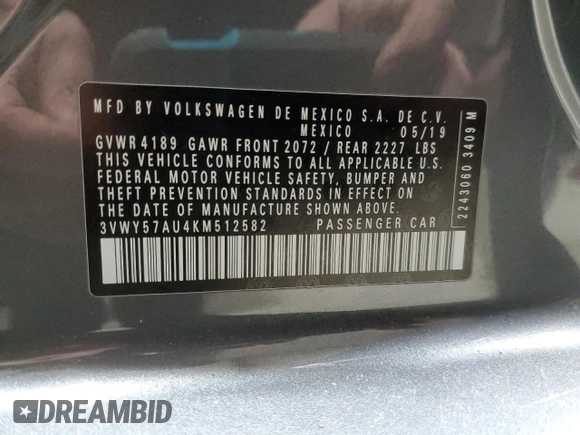 MFD BY VOLKSWAGEN DE MEXICO S.A. DE C.V.
MEXICO 05/19
GVWR 4189 GAWR FRONT 2072 / REAR 2227 LBS
THIS VEHICLE CONFORMS TO ALL APPLICABLE U.S.
FEDERAL MOTOR VEHICLE SAFETY, BUMPER AND
THEFT PREVENTION STANDARDS IN EFFECT ON
THE DATE OF MANUFACTURE SHOWN ABOVE.
3VWY57AU4KM512582 PASSENGER CAR
2243060 3409 M
DREAMBID